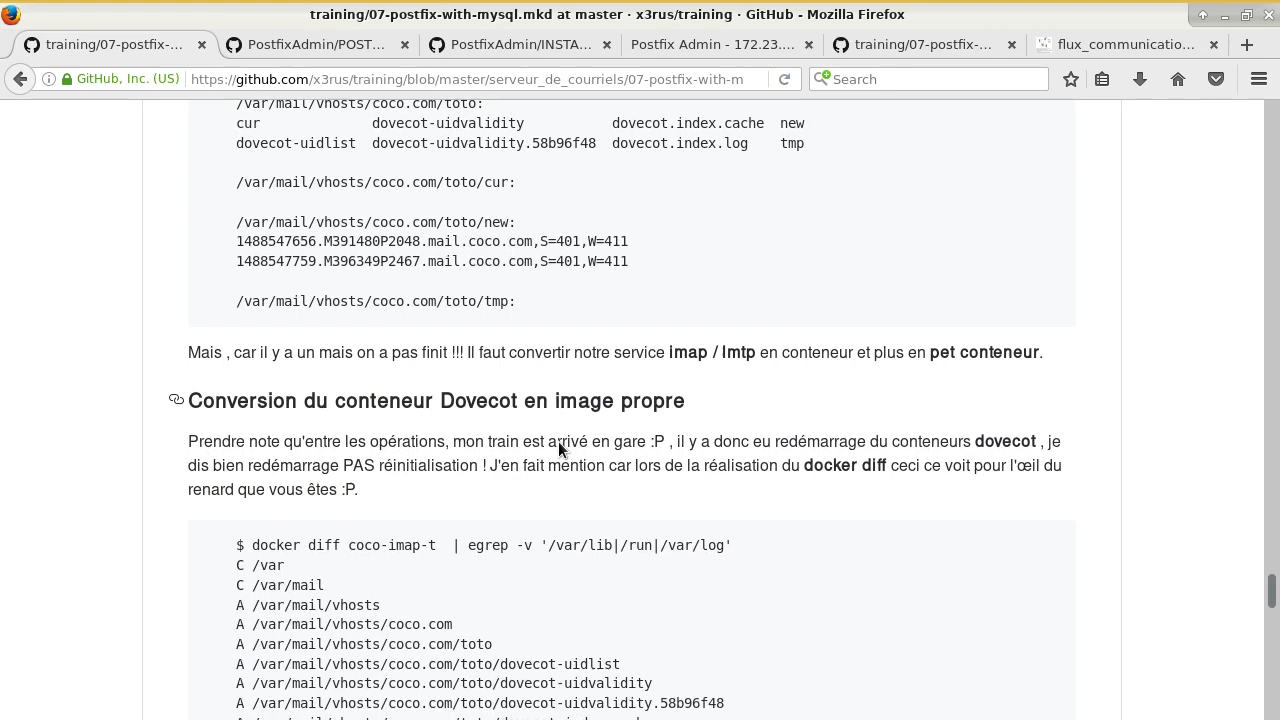 training/07-postfix-with-mysql.mkd at master · x3rus/training · GitHub - Mozilla Firefox
training/07-postfix-... PostfixAdmin/POST... PostfixAdmin/INSTA... Postfix Admin - 172.23.... training/07-postfix-... flux_communicatio...
GitHub, Inc. (US) https://github.com/x3rus/training/blob/master/serveur_de_courriels/07-postfix-with-m Search
/var/mail/vhosts/coco.com/toto:
cur dovecot-uidvalidity dovecot.index.cache new
dovecot-uidlist dovecot-uidvalidity.58b96f48 dovecot.index.log tmp
/var/mail/vhosts/coco.com/toto/cur:
/var/mail/vhosts/coco.com/toto/new:
1488547656.M391480P2048.mail.coco.com,S=401,W=411
1488547759.M396349P2467.mail.coco.com,S=401,W=411
/var/mail/vhosts/coco.com/toto/tmp:
Mais , car il y a un mais on a pas finit !!! Il faut convertir notre service imap / lmtp en conteneur et plus en pet conteneur.
Conversion du conteneur Dovecot en image propre
Prendre note qu'entre les opérations, mon train est arrivé en gare :P , il y a donc eu redémarrage du conteneurs dovecot , je
dis bien redémarrage PAS réinitialisation ! J'en fait mention car lors de la réalisation du docker diff ceci ce voit pour l'œil du
renard que vous êtes :P.
$ docker diff coco-imap-t | egrep -v '/var/lib|/run|/var/log'
C /var
C /var/mail
A /var/mail/vhosts
A /var/mail/vhosts/coco.com
A /var/mail/vhosts/coco.com/toto
A /var/mail/vhosts/coco.com/toto/dovecot-uidlist
A /var/mail/vhosts/coco.com/toto/dovecot-uidvalidity
A /var/mail/vhosts/coco.com/toto/dovecot-uidvalidity.58b96f48